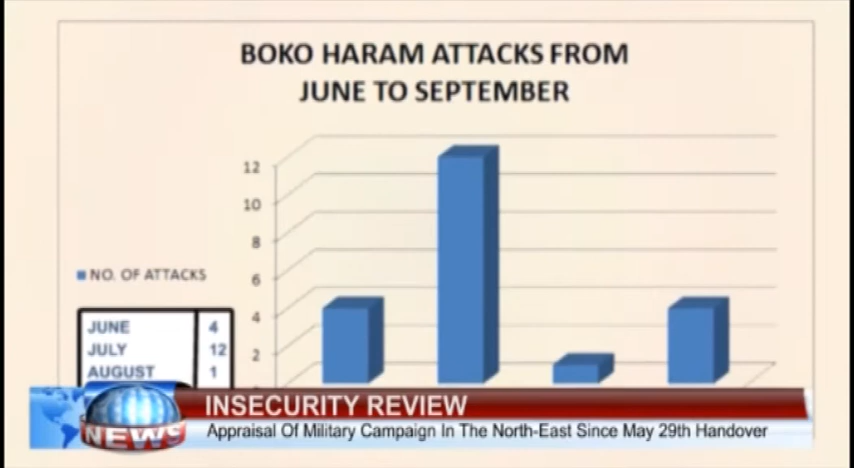 BOKO HARAM ATTACKS FROM
JUNE TO SEPTEMBER
12
10
8
6
4
2
NO. OF ATTACKS
JUNE 4
JULY 12
AUGUST 1
INSECURITY REVIEW
NEWS
Appraisal Of Military Campaign In The North-East Since May 29th Handover